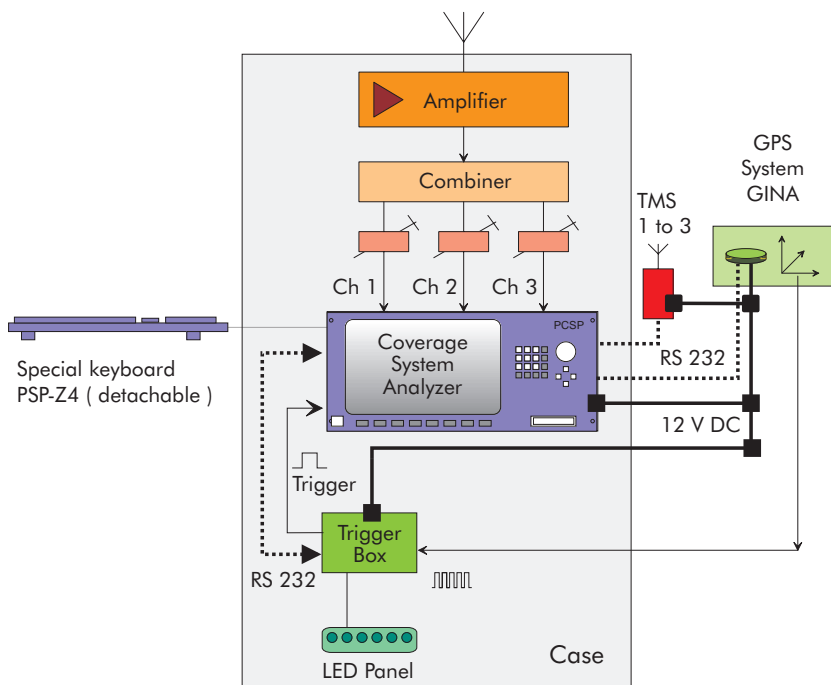 Amplifier
GPS
System
GINA
Combiner
TMS
1 to 3
Ch 1
Ch 2
Ch 3
PCSP
Coverage
System
Analyzer
RS 232
Special keyboard
PSP-Z4 ( detachable )
12 V DC
Trigger
Trigger
Box
RS 232
LED Panel
Case